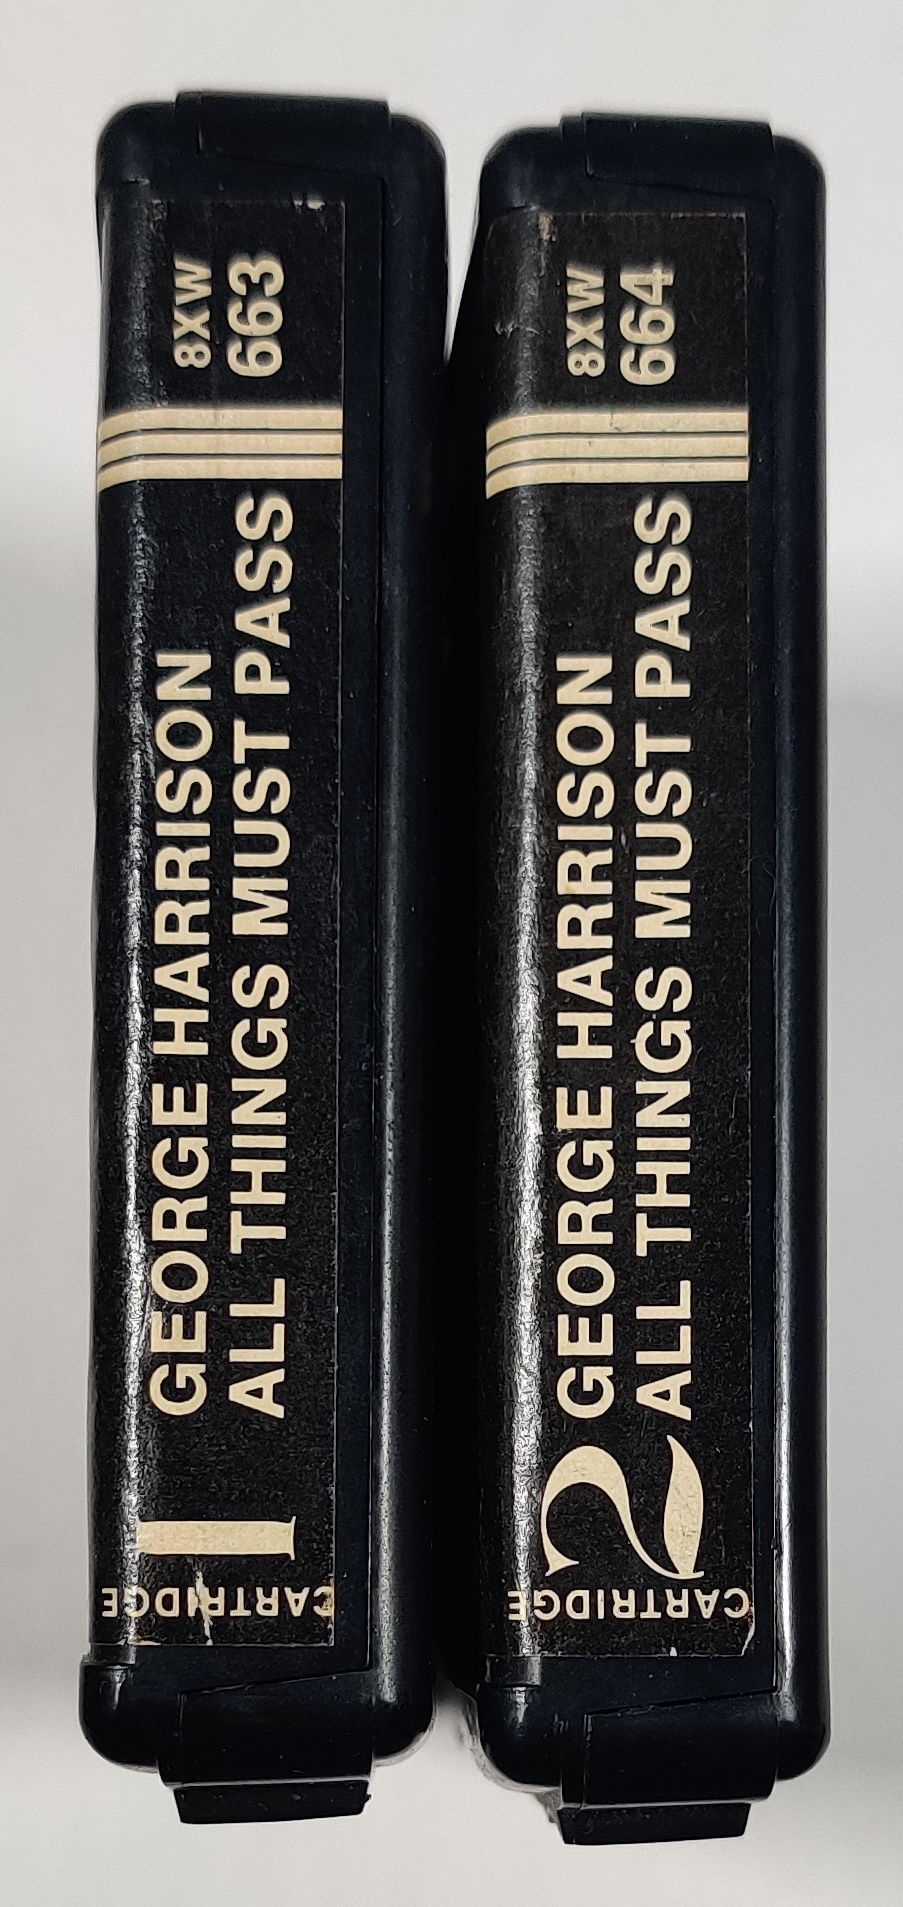 CARTRIDGE
1
GEORGE HARRISON
ALL THINGS MUST PASS
8XW
663
CARTRIDGE
2
GEORGE HARRISON
ALL THINGS MUST PASS
8XW
664